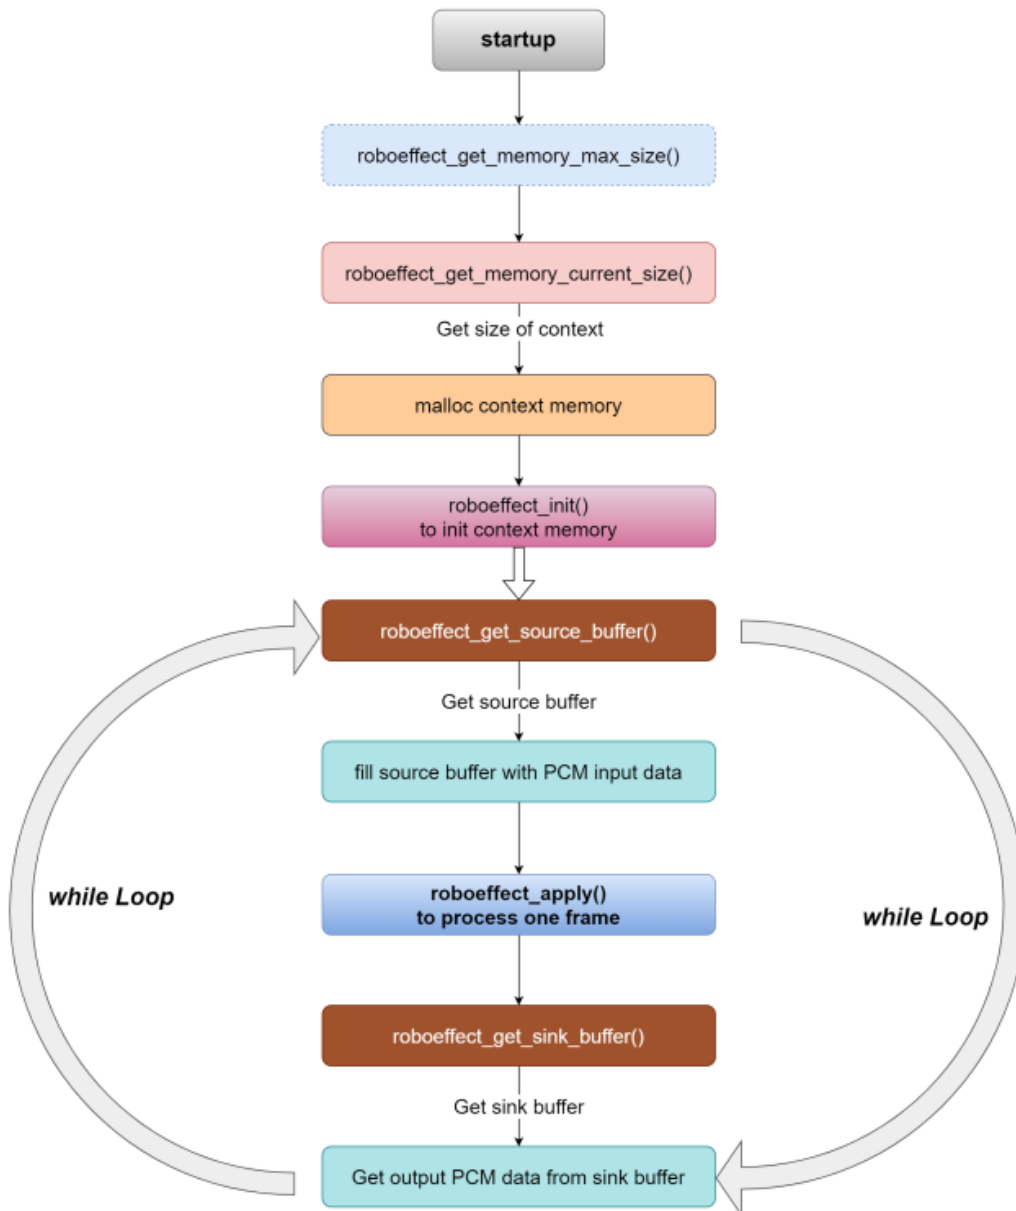 startup
roboeffect_get_memory_max_size()
roboeffect_get_memory_current_size()
Get size of context
malloc context memory
roboeffect_init()
to init context memory
roboeffect_get_source_buffer()
Get source buffer
fill source buffer with PCM input data
while Loop
roboeffect_apply()
to process one frame
while Loop
roboeffect_get_sink_buffer()
Get sink buffer
Get output PCM data from sink buffer